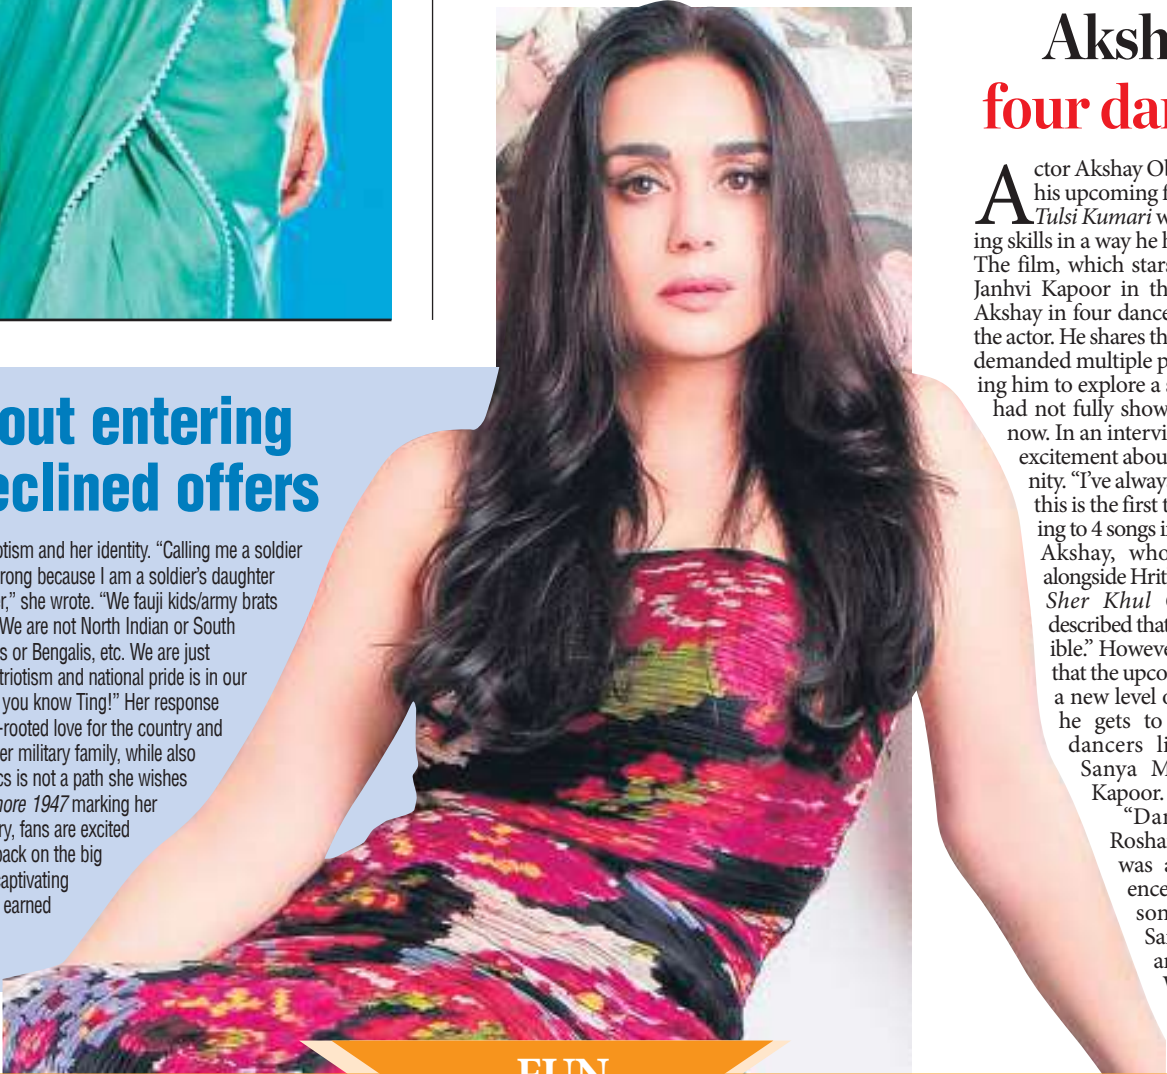 out entering
eclined offers
otism and her identity. “Calling me a soldier
rong because I am a soldier’s daughter
r,” she wrote. “We fauji kids/army brats
We are not North Indian or South
s or Bengalis, etc. We are just
triotism and national pride is in our
you know Ting!” Her response
-rooted love for the country and
er military family, while also
cs is not a path she wishes
hore 1947 marking her
ry, fans are excited
back on the big
captivating
earned
Aksh
four dan
Actor Akshay Ob
his upcoming f
Tulsi Kumari w
ing skills in a way he h
The film, which stars
Janhvi Kapoor in th
Akshay in four dance
the actor. He shares th
demanded multiple p
ing him to explore a s
had not fully show
now. In an intervi
excitement about
nity. “I’ve always
this is the first t
ing to 4 songs in
Akshay, who
alongside Hrit
Sher Khul G
described that
ible.” However
that the upco
a new level o
he gets to
dancers li
Sanya M
Kapoor.
“Dan
Rosha
was a
ence
son
Sa
an
FUN